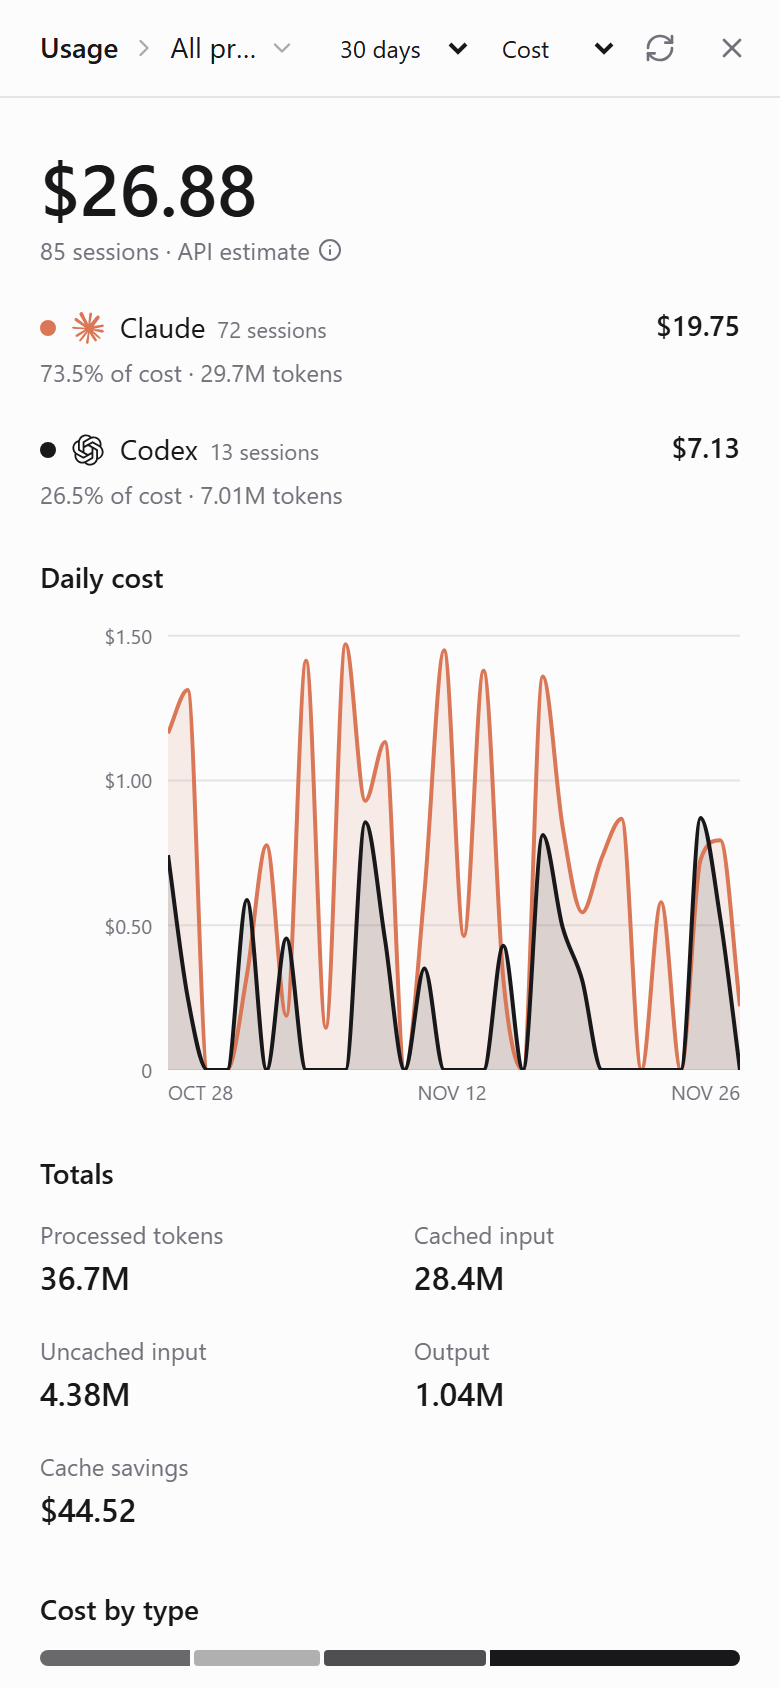 Usage All pr... 30 days Cost
$26.88
85 sessions · API estimate
Claude 72 sessions $19.75
73.5% of cost · 29.7M tokens
Codex 13 sessions $7.13
26.5% of cost · 7.01M tokens
Daily cost
$1.50
$1.00
$0.50
0
OCT 28 NOV 12 NOV 26
Totals
Processed tokens Cached input
36.7M 28.4M
Uncached input Output
4.38M 1.04M
Cache savings
$44.52
Cost by type